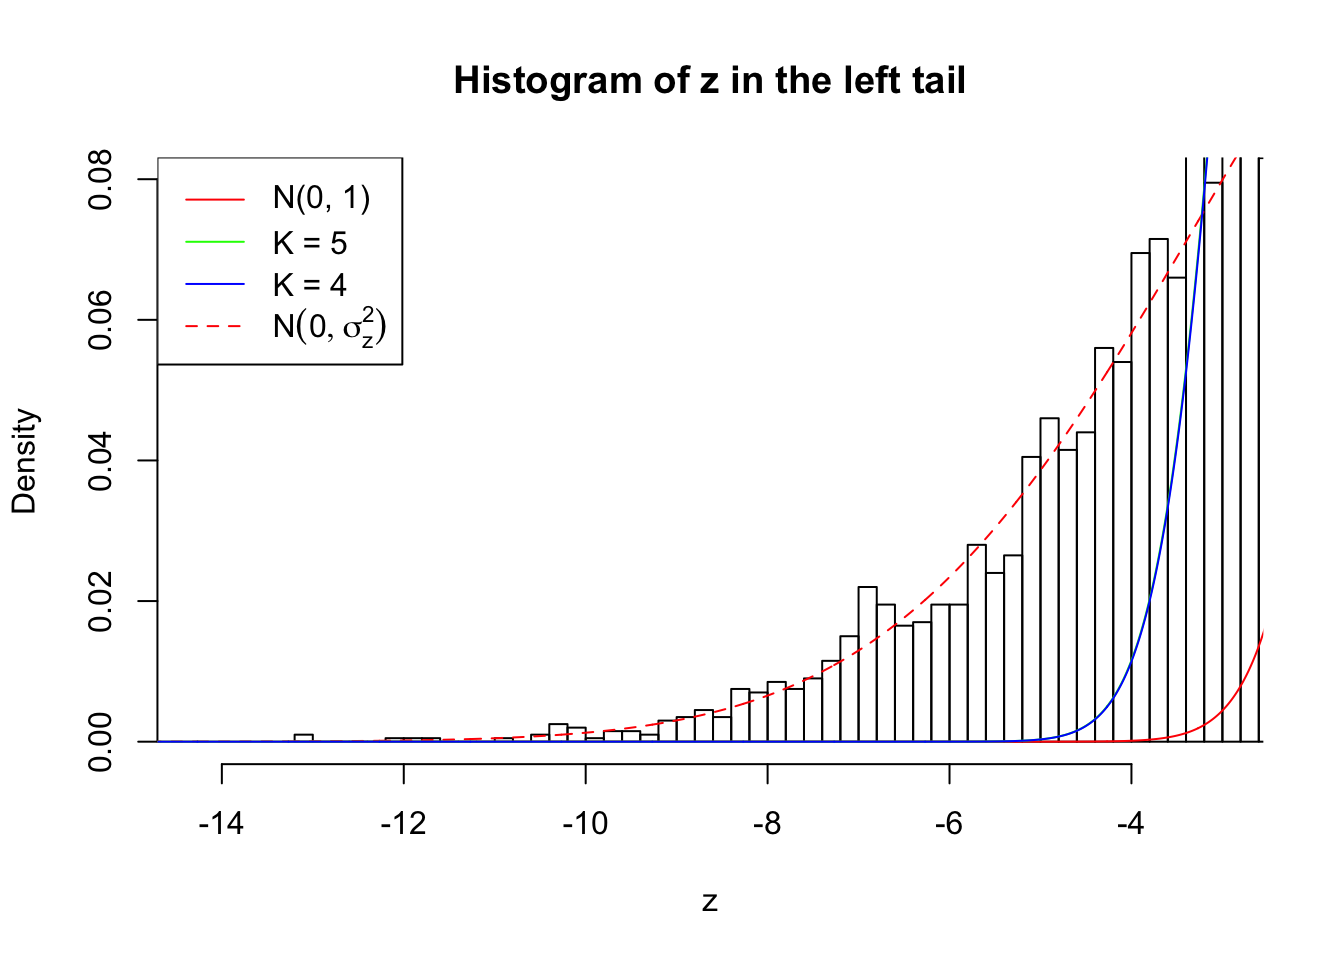 Histogram of z in the left tail
N(0, 1)
K = 5
K = 4
N(0, σ_z^2)
Density
0.00 0.02 0.04 0.06 0.08
-14 -12 -10 -8 -6 -4
z